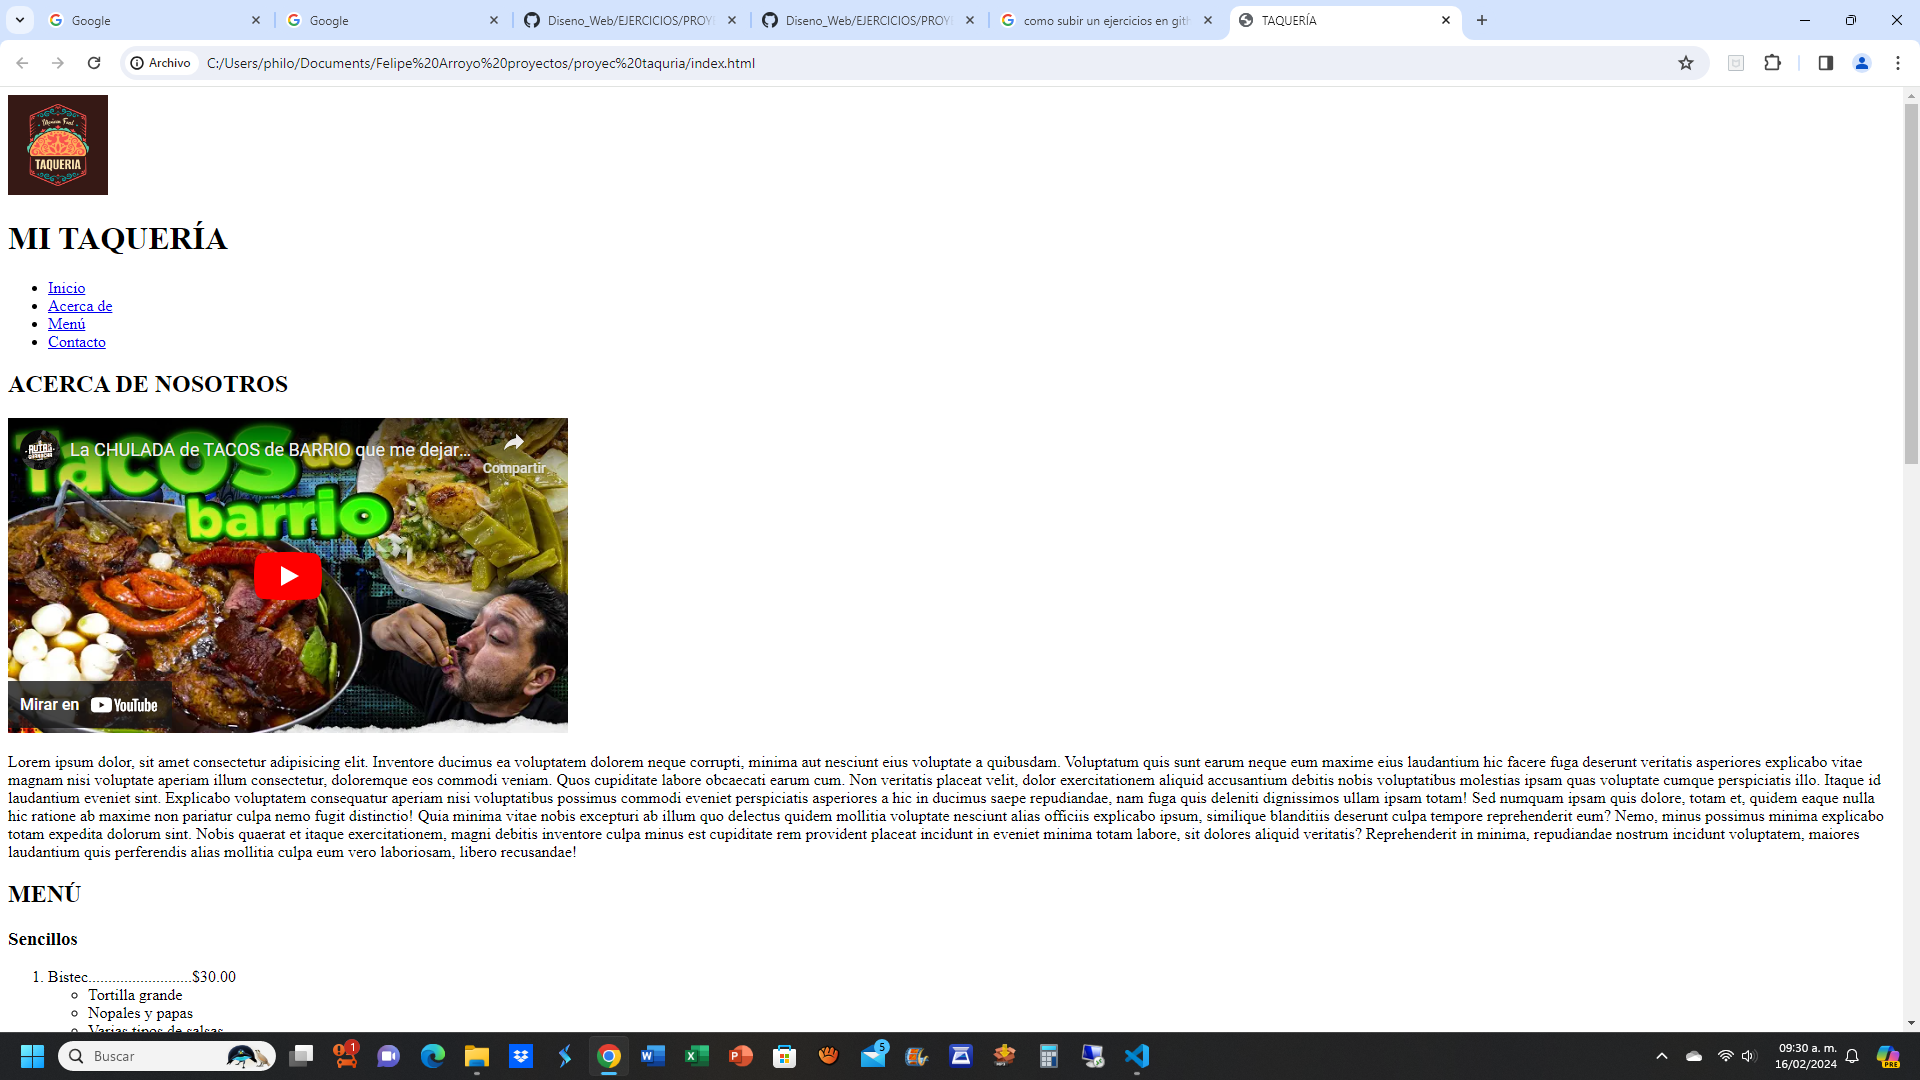 Google
Google
Diseno_Web/EJERCICIOS/PROY
Diseno_Web/EJERCICIOS/PROY
como subir un ejercicios en gith
TAQUERÍA
Archivo
C:/Users/philo/Documents/Felipe%20Arroyo%20proyectos/proyec%20taquria/index.html
Mexican Food
TAQUERIA
MI TAQUERÍA
• Inicio
• Acerca de
• Menú
• Contacto
ACERCA DE NOSOTROS
La CHULADA de TACOS de BARRIO que me dejar...
Compartir
Tacos de
barrio
Mirar en YouTube
Lorem ipsum dolor, sit amet consectetur adipisicing elit. Inventore ducimus ea voluptatem dolorem neque corrupti, minima aut nesciunt eius voluptate a quibusdam. Voluptatum quis sunt earum neque eum maxime eius laudantium hic facere fuga deserunt veritatis asperiores explicabo vitae
magnam nisi voluptate aperiam illum consectetur, doloremque eos commodi veniam. Quos cupiditate labore obcaecati earum cum. Non veritatis placeat velit, dolor exercitationem aliquid accusantium debitis nobis voluptatibus molestias ipsam quas voluptate cumque perspiciatis illo. Itaque id
laudantium eveniet sint. Explicabo voluptatem consequatur aperiam nisi voluptatibus possimus commodi eveniet perspiciatis asperiores a hic in ducimus saepe repudiandae, nam fuga quis deleniti dignissimos ullam ipsam totam! Sed numquam ipsam quis dolore, totam et, quidem eaque nulla
hic ratione ab maxime non pariatur culpa nemo fugit distinctio! Quia minima vitae nobis excepturi ab illum quo delectus quidem mollitia voluptate nesciunt alias officiis explicabo ipsum, similique blanditiis deserunt culpa tempore reprehenderit eum? Nemo, minus possimus minima explicabo
totam expedita dolorum sint. Nobis quaerat et itaque exercitationem, magni debitis inventore culpa minus est cupiditate rem provident placeat incidunt in eveniet minima totam labore, sit dolores aliquid veritatis? Reprehenderit in minima, repudiandae nostrum incidunt voluptatem, maiores
laudantium quis perferendis alias mollitia culpa eum vero laboriosam, libero recusandae!
MENÚ
Sencillos
1. Bistec..........................$30.00
Tortilla grande
Nopales y papas
Varias tipos de salsas
Buscar
1
5
09:30 a. m.
16/02/2024
PRE